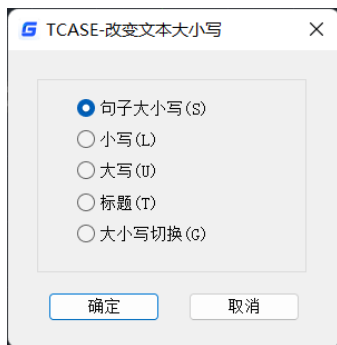 TCASE-改变文本大小写
句子大小写(S)
小写(L)
大写(U)
标题(T)
大小写切换(G)
确定 取消